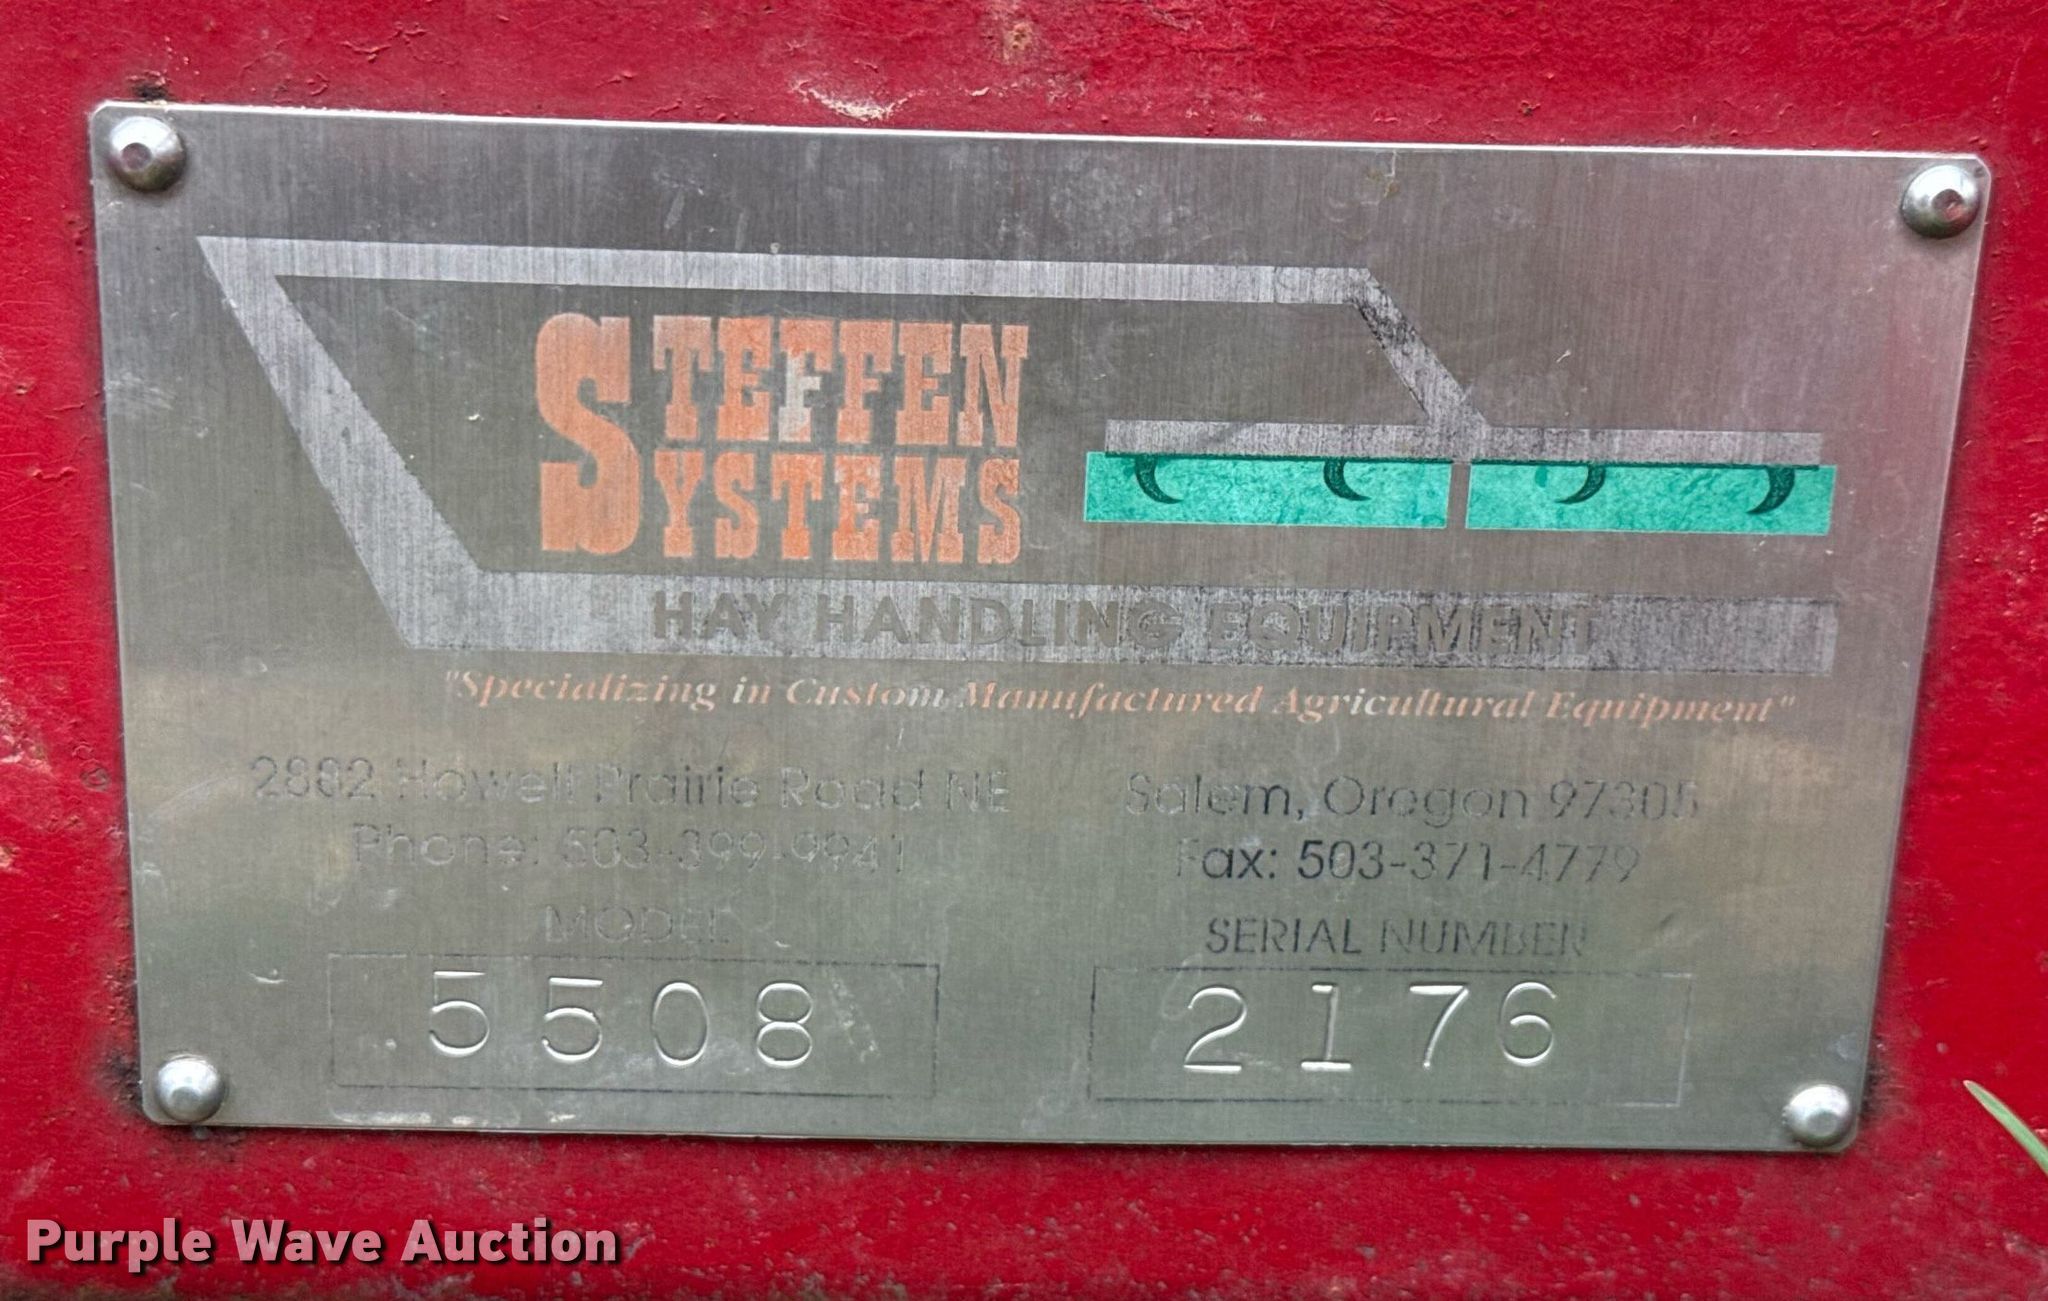 STEFFEN
SYSTEMS
HAY HANDLING EQUIPMENT
"Specializing in Custom Manufactured Agricultural Equipment"
2882 Howell Prairie Road NE Salem, Oregon 97305
Phone: 503-399-9941 Fax: 503-371-4779
MODEL SERIAL NUMBER
5508 2176
Purple Wave Auction